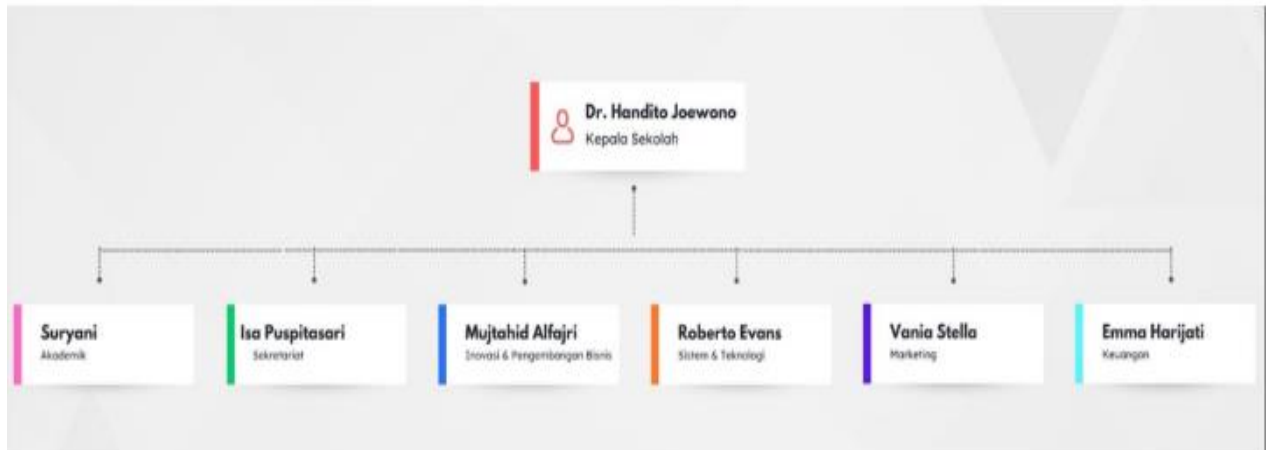 Dr. Handito Joewono
Kepala Sekolah
Suryani
Akademik
Isa Puspitasari
Sekretariat
Mujtahid Alfajri
Inovasi & Pengembangan Bisnis
Roberto Evans
Sistem & Teknologi
Vania Stella
Marketing
Emma Harijati
Keuangan